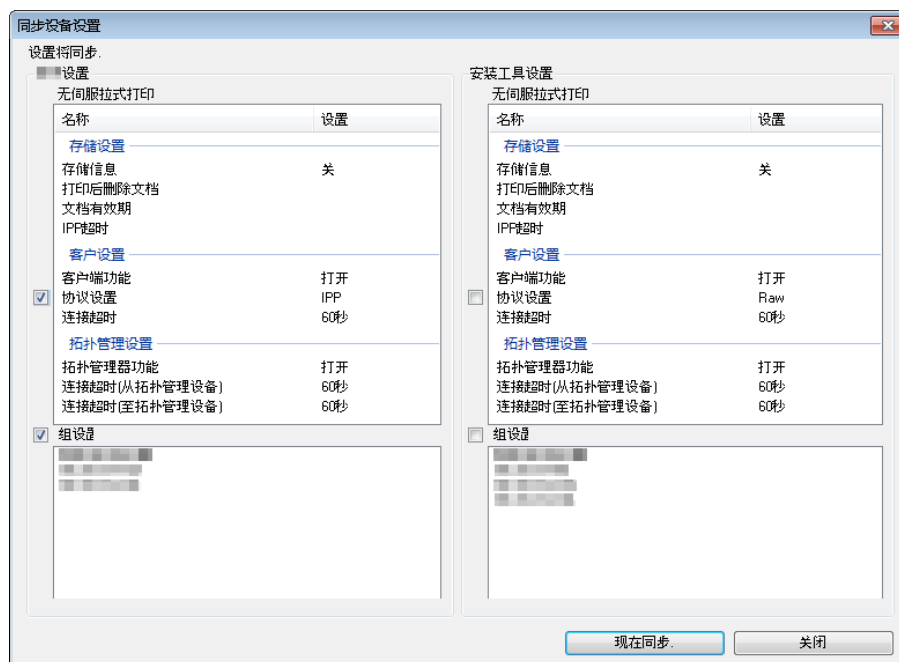 同步设备设置
设置将同步.
设置
无伺服拉式打印
名称 设置
存储设置
存储信息 关
打印后删除文档
文档有效期
IPP超时
客户设置
客户端功能 打开
协议设置 IPP
连接超时 60秒
拓扑管理设置
拓扑管理器功能 打开
连接超时(从拓扑管理设备) 60秒
连接超时(至拓扑管理设备) 60秒
组设置
安装工具设置
无伺服拉式打印
名称 设置
存储设置
存储信息 关
打印后删除文档
文档有效期
IPP超时
客户设置
客户端功能 打开
协议设置 Raw
连接超时 60秒
拓扑管理设置
拓扑管理器功能 打开
连接超时(从拓扑管理设备) 60秒
连接超时(至拓扑管理设备) 60秒
组设置
现在同步. 关闭